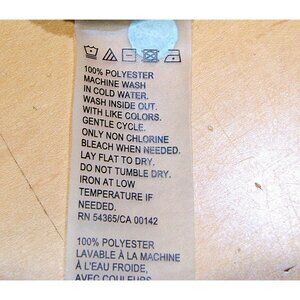 100% POLYESTER
MACHINE WASH
IN COLD WATER.
WASH INSIDE OUT.
WITH LIKE COLORS.
GENTLE CYCLE.
ONLY NON CHLORINE
BLEACH WHEN NEEDED.
LAY FLAT TO DRY.
DO NOT TUMBLE DRY.
IRON AT LOW
TEMPERATURE IF
NEEDED.
RN 54365/CA 00142
100% POLYESTER
LAVABLE À LA MACHINE
À L'EAU FROIDE,
AVEC COULEURS